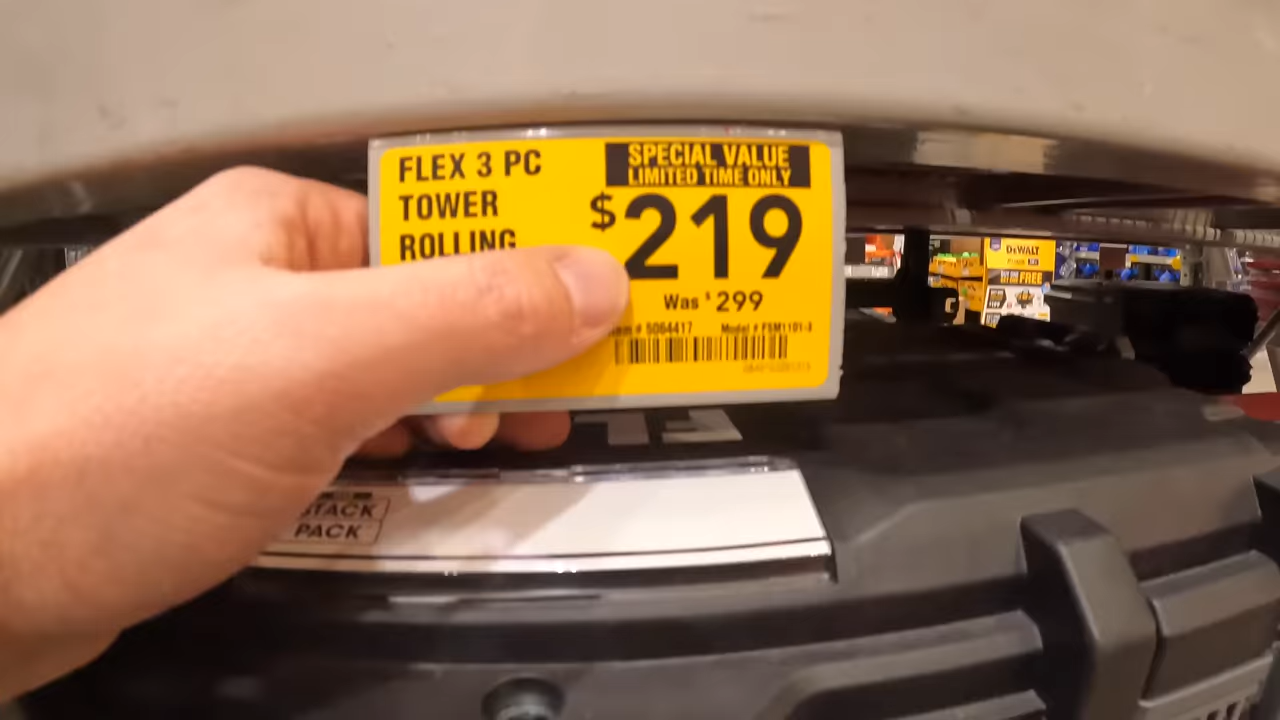 FLEX 3 PC
TOWER
ROLLING
SPECIAL VALUE
LIMITED TIME ONLY
$219
Was $299
Item # 5064417 Model # FSM1101-3
STACK
PACK
DEWALT
FREE